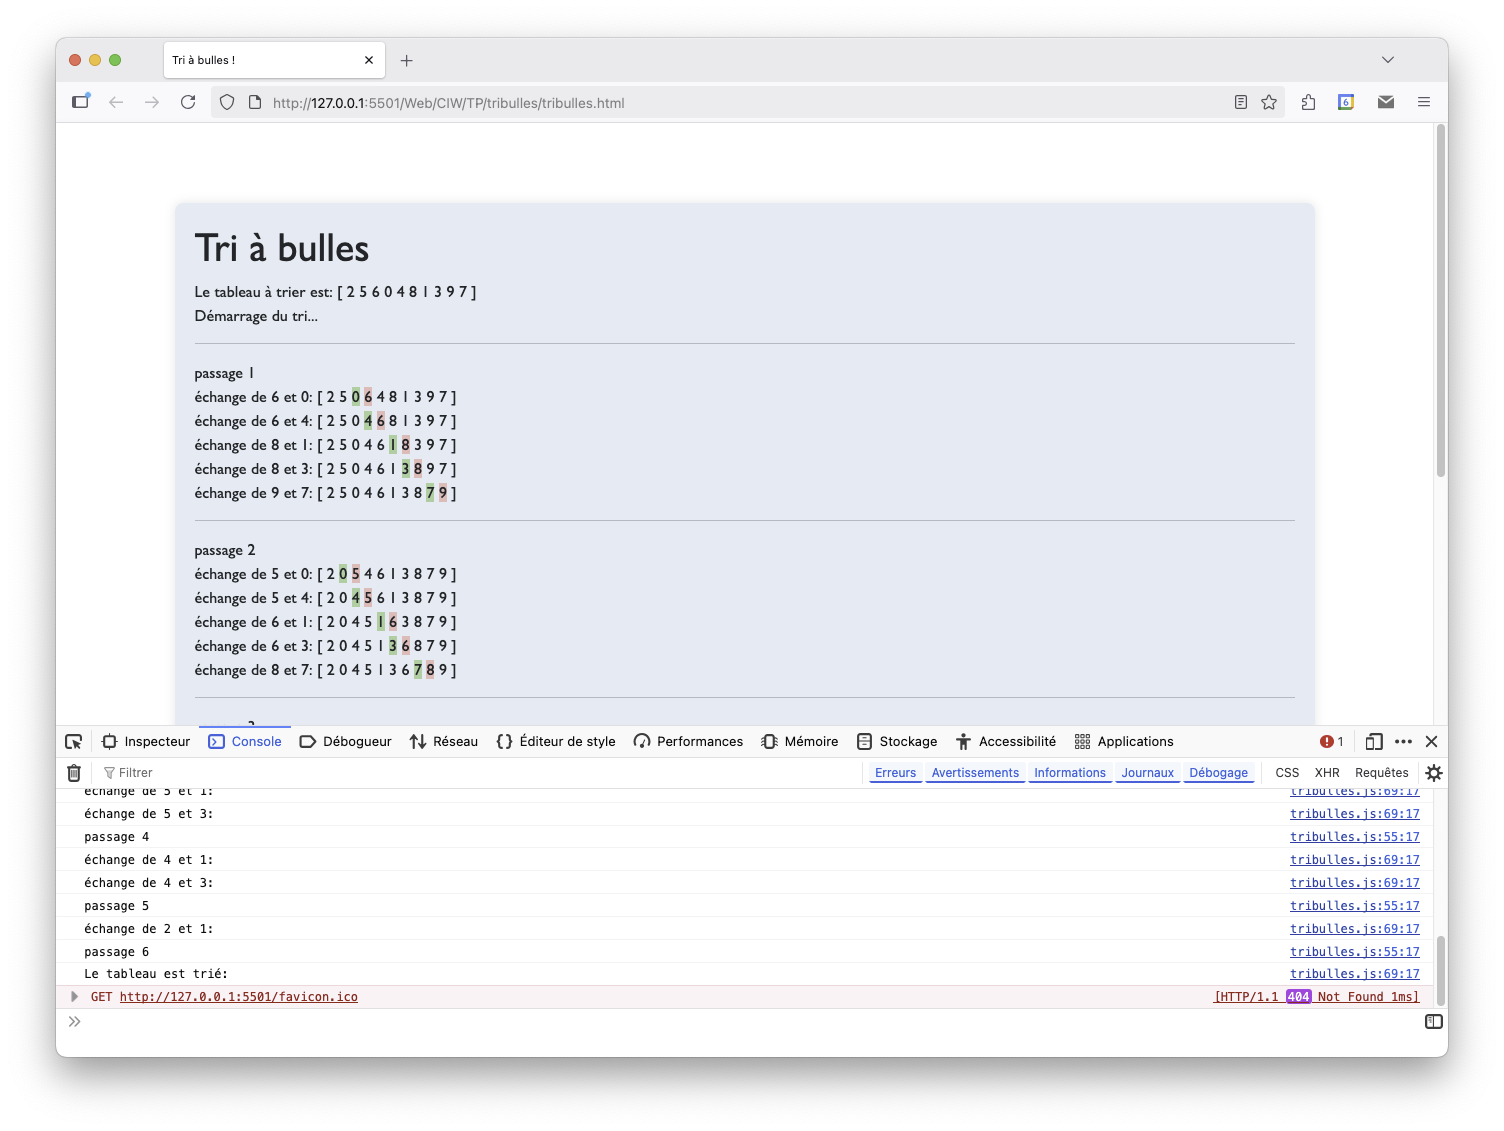 Tri à bulles !
http://127.0.0.1:5501/Web/CIW/TP/tribulles/tribulles.html
6
Tri à bulles
Le tableau à trier est: [ 2 5 6 0 4 8 1 3 9 7 ]
Démarrage du tri...
passage 1
échange de 6 et 0: [ 2 5 0 6 4 8 1 3 9 7 ]
échange de 6 et 4: [ 2 5 0 4 6 8 1 3 9 7 ]
échange de 8 et 1: [ 2 5 0 4 6 1 8 3 9 7 ]
échange de 8 et 3: [ 2 5 0 4 6 1 3 8 9 7 ]
échange de 9 et 7: [ 2 5 0 4 6 1 3 8 7 9 ]
passage 2
échange de 5 et 0: [ 2 0 5 4 6 1 3 8 7 9 ]
échange de 5 et 4: [ 2 0 4 5 6 1 3 8 7 9 ]
échange de 6 et 1: [ 2 0 4 5 1 6 3 8 7 9 ]
échange de 6 et 3: [ 2 0 4 5 1 3 6 8 7 9 ]
échange de 8 et 7: [ 2 0 4 5 1 3 6 7 8 9 ]
Inspecteur Console Débogueur Réseau Éditeur de style Performances Mémoire Stockage Accessibilité Applications 1
Filtrer Erreurs Avertissements Informations Journaux Débogage CSS XHR Requêtes
échange de 5 et 1: tribulles.js:69:17
échange de 5 et 3: tribulles.js:69:17
passage 4 tribulles.js:55:17
échange de 4 et 1: tribulles.js:69:17
échange de 4 et 3: tribulles.js:69:17
passage 5 tribulles.js:55:17
échange de 2 et 1: tribulles.js:69:17
passage 6 tribulles.js:55:17
Le tableau est trié: tribulles.js:69:17
GET http://127.0.0.1:5501/favicon.ico [HTTP/1.1 404 Not Found 1ms]